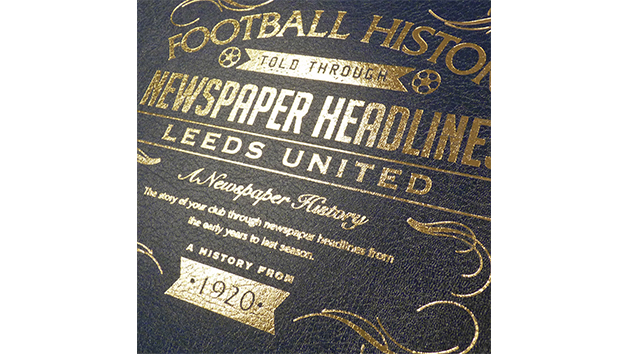 FOOTBALL HISTOR
TOLD THROUGH
NEWSPAPER HEADLINES
LEEDS UNITED
A Newspaper History
The story of your club through newspaper headlines from
the early years to last season.
A HISTORY FROM
•1920•